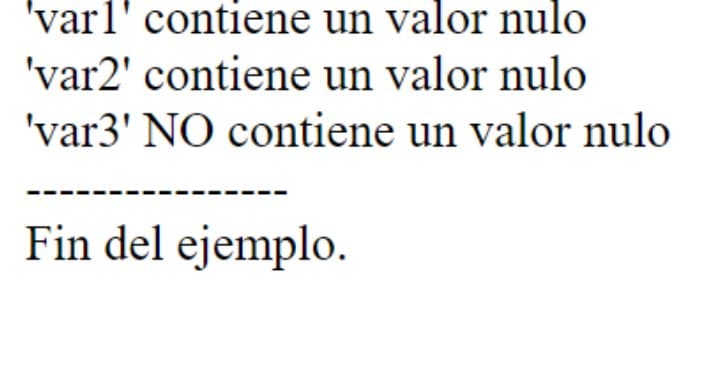 'var1' contiene un valor nulo
'var2' contiene un valor nulo
'var3' NO contiene un valor nulo
----------------
Fin del ejemplo.